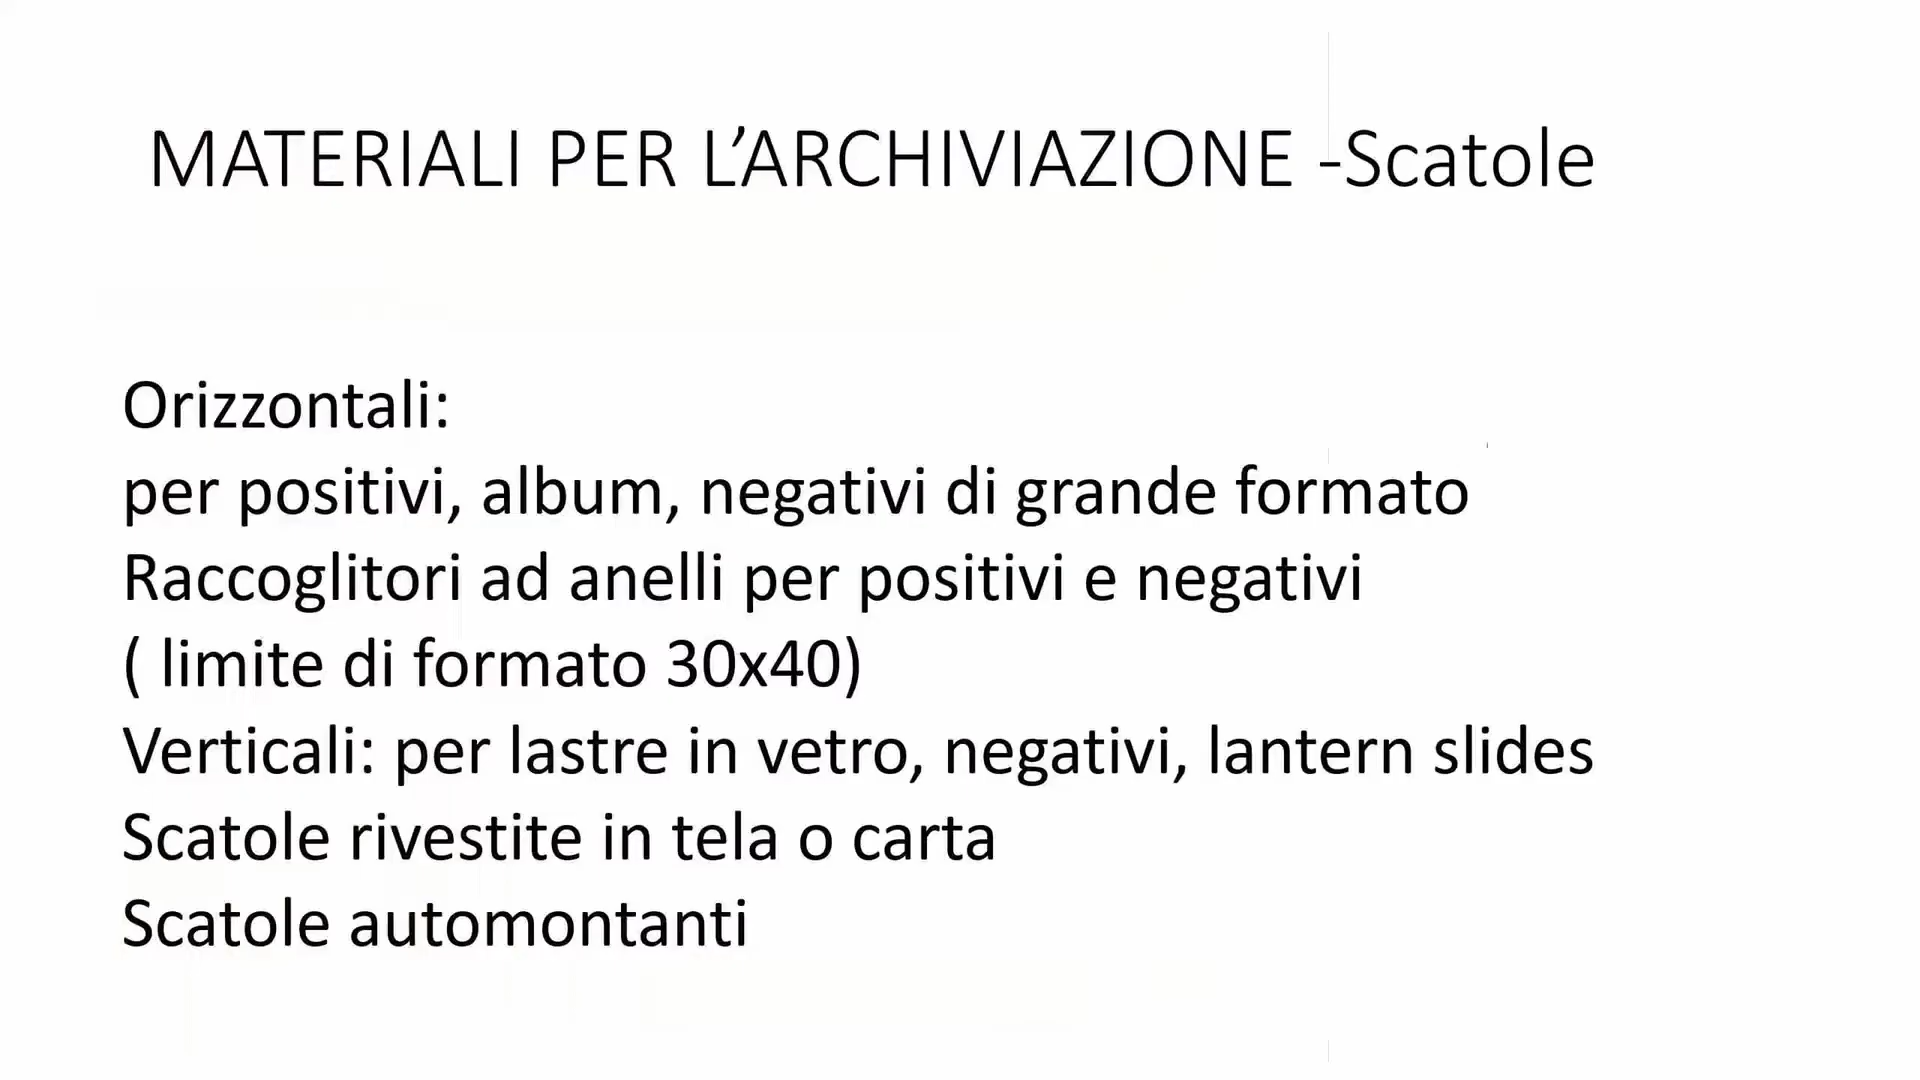 MATERIALI PER L’ARCHIVIAZIONE -Scatole
Orizzontali:
per positivi, album, negativi di grande formato
Raccoglitori ad anelli per positivi e negativi
( limite di formato 30x40)
Verticali: per lastre in vetro, negativi, lantern slides
Scatole rivestite in tela o carta
Scatole automontanti